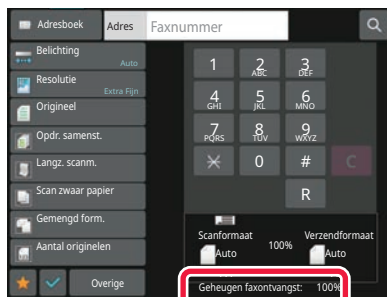 Adresboek
Adres
Faxnummer
Belichting
Auto
Resolutie
Extra Fijn
Origineel
Opdr. samenst.
Langz. scanm.
Scan zwaar papier
Gemengd form.
Aantal originelen
Overige
1
2 ABC
3 DEF
4 GHI
5 JKL
6 MNO
7 PQRS
8 TUV
9 WXYZ
0
#
C
R
Scanformaat
Auto
100%
Verzendformaat
Auto
Geheugen faxontvangst: 100%